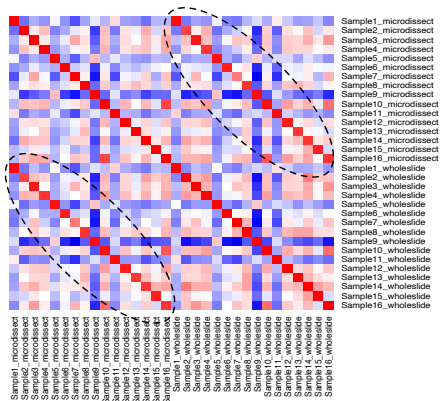 Sample1_microdissect
Sample2_microdissect
Sample3_microdissect
Sample4_microdissect
Sample5_microdissect
Sample6_microdissect
Sample7_microdissect
Sample8_microdissect
Sample9_microdissect
Sample10_microdissect
Sample11_microdissect
Sample12_microdissect
Sample13_microdissect
Sample14_microdissect
Sample15_microdissect
Sample16_microdissect
Sample1_wholeslide
Sample2_wholeslide
Sample3_wholeslide
Sample4_wholeslide
Sample5_wholeslide
Sample6_wholeslide
Sample7_wholeslide
Sample8_wholeslide
Sample9_wholeslide
Sample10_wholeslide
Sample11_wholeslide
Sample12_wholeslide
Sample13_wholeslide
Sample14_wholeslide
Sample15_wholeslide
Sample16_wholeslide
Sample1_microdissect
Sample2_microdissect
Sample3_microdissect
Sample4_microdissect
Sample5_microdissect
Sample6_microdissect
Sample7_microdissect
Sample8_microdissect
Sample9_microdissect
Sample10_microdissect
Sample11_microdissect
Sample12_microdissect
Sample13_microdissect
Sample14_microdissect
Sample15_microdissect
Sample16_microdissect
Sample1_wholeslide
Sample2_wholeslide
Sample3_wholeslide
Sample4_wholeslide
Sample5_wholeslide
Sample6_wholeslide
Sample7_wholeslide
Sample8_wholeslide
Sample9_wholeslide
Sample10_wholeslide
Sample11_wholeslide
Sample12_wholeslide
Sample13_wholeslide
Sample14_wholeslide
Sample15_wholeslide
Sample16_wholeslide